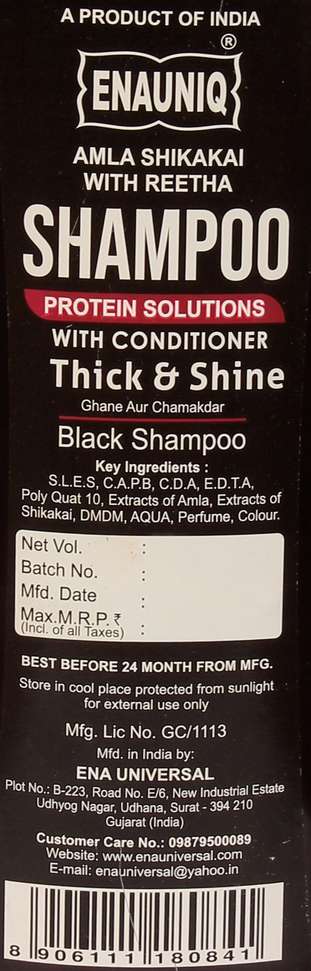 A PRODUCT OF INDIA
ENAUNIQ®
AMLA SHIKAKAI
WITH REETHA
SHAMPOO
PROTEIN SOLUTIONS
WITH CONDITIONER
Thick & Shine
Ghane Aur Chamakdar
Black Shampoo
Key Ingredients :
S.L.E.S, C.A.P.B, C.D.A, E.D.T.A,
Poly Quat 10, Extracts of Amla, Extracts of
Shikakai, DMDM, AQUA, Perfume, Colour.
Net Vol. :
Batch No. :
Mfd. Date :
Max.M.R.P.₹ :
(Incl. of all Taxes)
BEST BEFORE 24 MONTH FROM MFG.
Store in cool place protected from sunlight
for external use only
Mfg. Lic No. GC/1113
Mfd. in India by:
ENA UNIVERSAL
Plot No.: B-223, Road No. E/6, New Industrial Estate
Udhyog Nagar, Udhana, Surat - 394 210
Gujarat (India)
Customer Care No.: 09879500089
Website: www.enauniversal.com
E-mail: enauniversal@yahoo.in
8 906111 180841